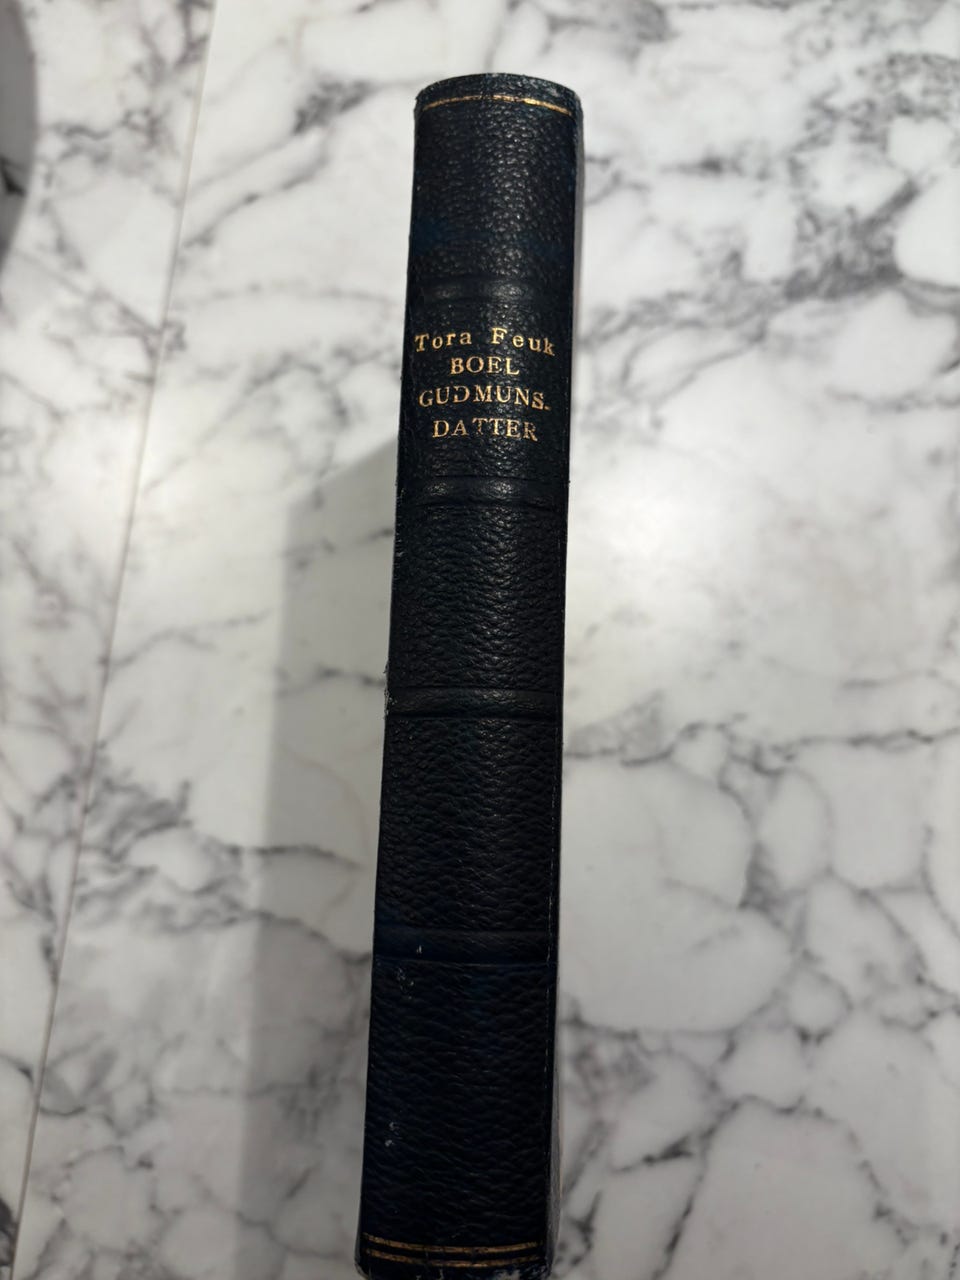 Tora Feuk
BOEL
GUDMUNS-
DATTER